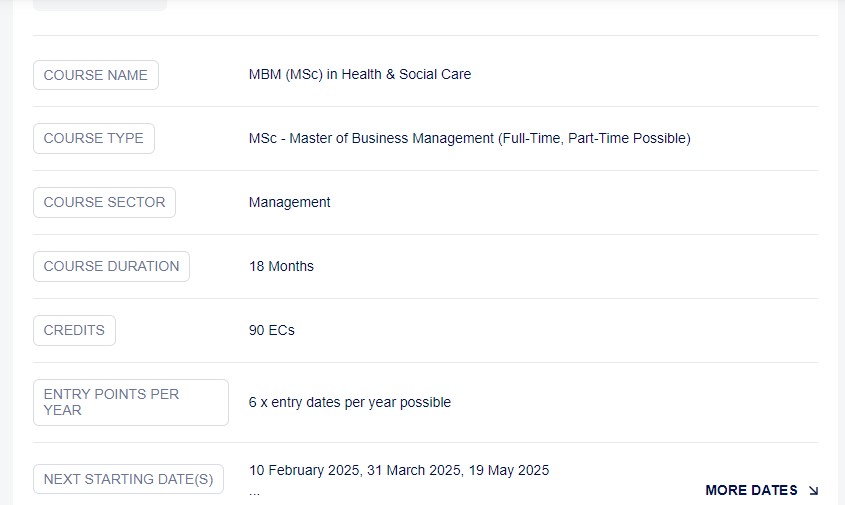 COURSE NAME
MBM (MSc) in Health & Social Care
COURSE TYPE
MSc - Master of Business Management (Full-Time, Part-Time Possible)
COURSE SECTOR
Management
COURSE DURATION
18 Months
CREDITS
90 ECs
ENTRY POINTS PER
YEAR
6 x entry dates per year possible
NEXT STARTING DATE(S)
10 February 2025, 31 March 2025, 19 May 2025
...
MORE DATES